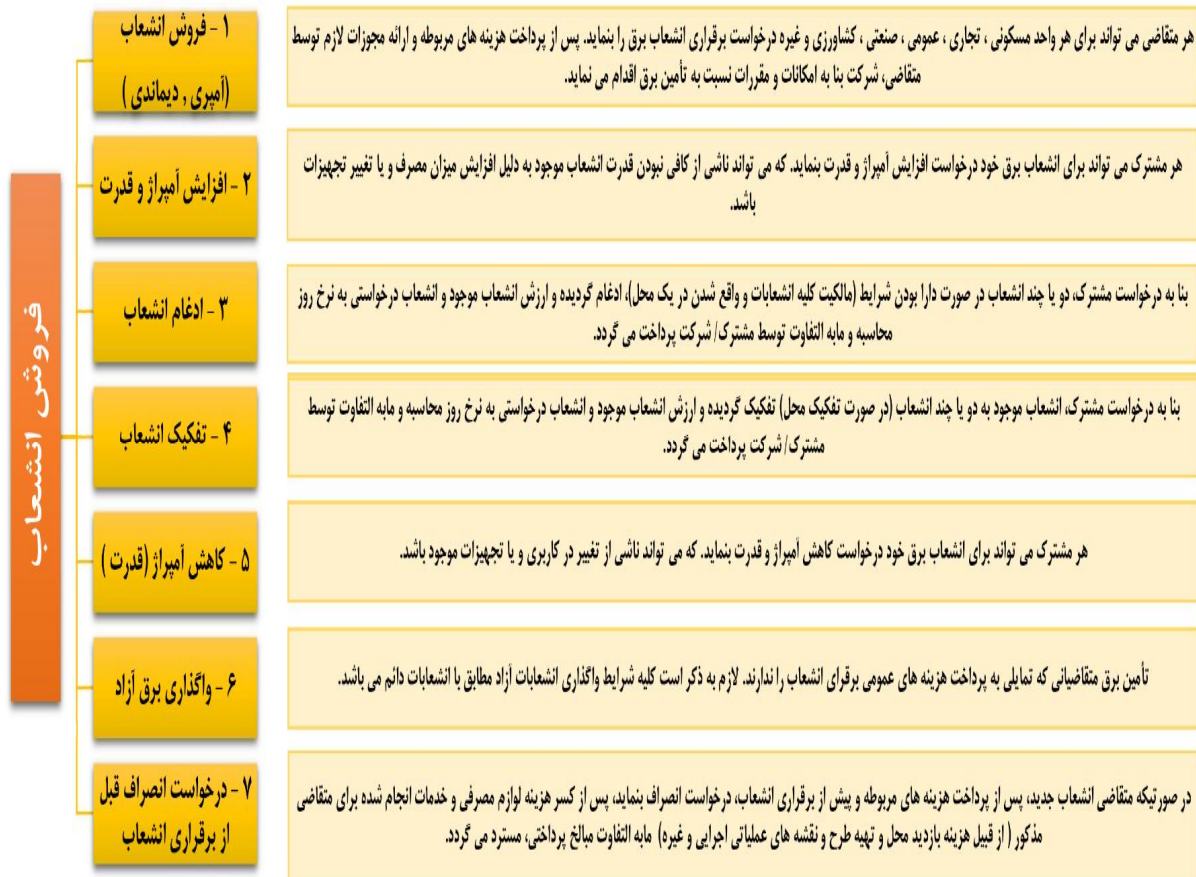 فروش انشعاب
۱ - فروش انشعاب
(آمپری , دیماندی )
هر متقاضی می تواند برای هر واحد مسکونی ، تجاری ، عمومی ، صنعتی ، کشاورزی و غیره درخواست برقراری انشعاب برق را بنماید. پس از پرداخت هزینه های مربوطه و ارائه مجوزات لازم توسط
متقاضی، شرکت بنا به امکانات و مقررات نسبت به تأمین برق اقدام می نماید.
۲ - افزایش آمپراژ و قدرت
هر مشترک می تواند برای انشعاب برق خود درخواست افزایش آمپراژ و قدرت بنماید. که می تواند ناشی از کافی نبودن قدرت انشعاب موجود به دلیل افزایش میزان مصرف و یا تغییر تجهیزات
باشد.
۳ - ادغام انشعاب
بنا به درخواست مشترک، دو یا چند انشعاب در صورت دارا بودن شرایط (مالکیت کلیه انشعابات و واقع شدن در یک محل)، ادغام گردیده و ارزش انشعاب موجود و انشعاب درخواستی به نرخ روز
محاسبه و مابه التفاوت توسط مشترک/ شرکت پرداخت می گردد.
۴ - تفکیک انشعاب
بنا به درخواست مشترک، انشعاب موجود به دو یا چند انشعاب (در صورت تفکیک محل) تفکیک گردیده و ارزش انشعاب موجود و انشعاب درخواستی به نرخ روز محاسبه و مابه التفاوت توسط
مشترک/ شرکت پرداخت می گردد.
۵ - کاهش آمپراژ (قدرت )
هر مشترک می تواند برای انشعاب برق خود درخواست کاهش آمپراژ و قدرت بنماید. که می تواند ناشی از تغییر در کاربری و یا تجهیزات موجود باشد.
۶ - واگذاری برق آزاد
تأمین برق متقاضیانی که تمایلی به پرداخت هزینه های عمومی برقرای انشعاب را ندارند. لازم به ذکر است کلیه شرایط واگذاری انشعابات آزاد مطابق با انشعابات دائم می باشد.
۷ - درخواست انصراف قبل
از برقراری انشعاب
در صورتیکه متقاضی انشعاب جدید، پس از پرداخت هزینه های مربوطه و پیش از برقراری انشعاب، درخواست انصراف بنماید، پس از کسر هزینه لوازم مصرفی و خدمات انجام شده برای متقاضی
مذکور ( از قبیل هزینه بازدید محل و تهیه طرح و نقشه های عملیاتی اجرایی و غیره) مابه التفاوت مبالخ پرداختی، مسترد می گردد.